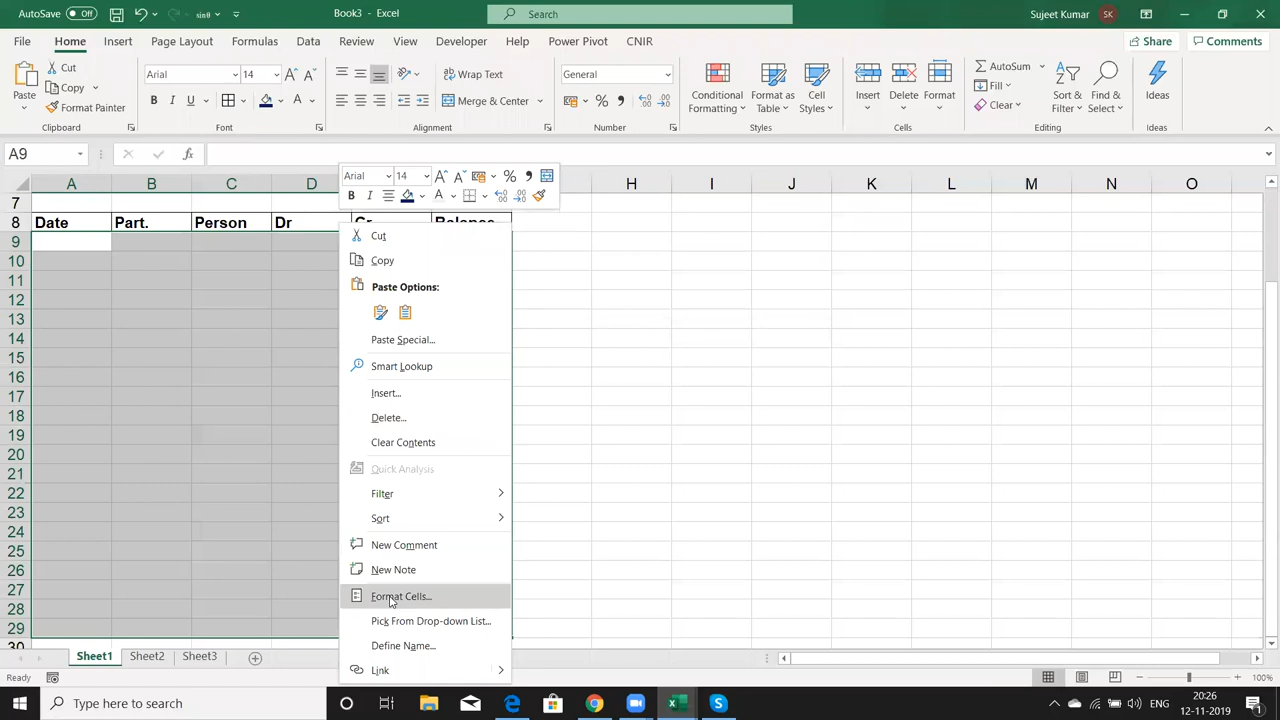 AutoSave Off sin Book3 - Excel Search Sujeet Kumar SK
File Home Insert Page Layout Formulas Data Review View Developer Help Power Pivot CNIR Share Comments
Paste Cut Copy Format Painter
Arial 14 B I U A
Wrap Text Merge & Center
General
Conditional Formatting Format as Table Cell Styles
Insert Delete Format
AutoSum Fill Clear Sort & Filter Find & Select Ideas
Clipboard Font Alignment Number Styles Cells Editing Ideas
A9 fx
Arial 14
B I A
A B C D H I J K L M N O
7
8 Date Part. Person Dr Cr Balance
9
10
11
12
13
14
15
16
17
18
19
20
21
22
23
24
25
26
27
28
29
30
Cut
Copy
Paste Options:
Paste Special...
Smart Lookup
Insert...
Delete...
Clear Contents
Quick Analysis
Filter
Sort
New Comment
New Note
Format Cells...
Pick From Drop-down List...
Define Name...
Link
Sheet1 Sheet2 Sheet3
Ready 100%
Type here to search ENG 20:26
12-11-2019